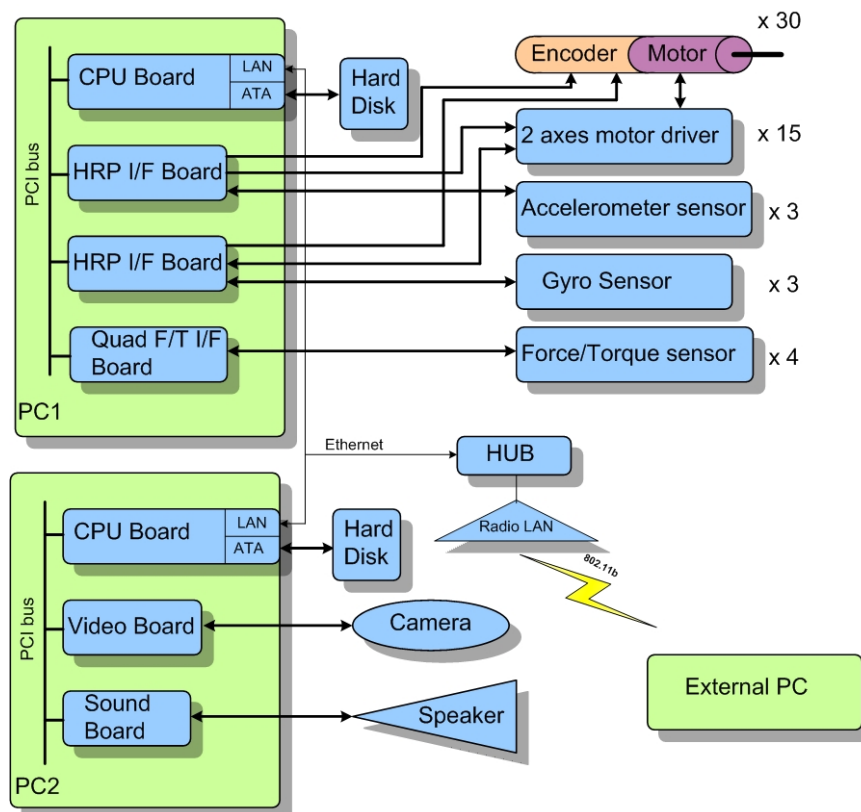 x 30
Encoder
Motor
CPU Board
LAN
ATA
Hard
Disk
2 axes motor driver
x 15
PCI bus
HRP I/F Board
Accelerometer sensor
x 3
HRP I/F Board
Gyro Sensor
x 3
Quad F/T I/F
Board
Force/Torque sensor
x 4
PC1
Ethernet
HUB
CPU Board
LAN
ATA
Hard
Disk
Radio LAN
802.11b
PCI bus
Video Board
Camera
External PC
Sound
Board
Speaker
PC2